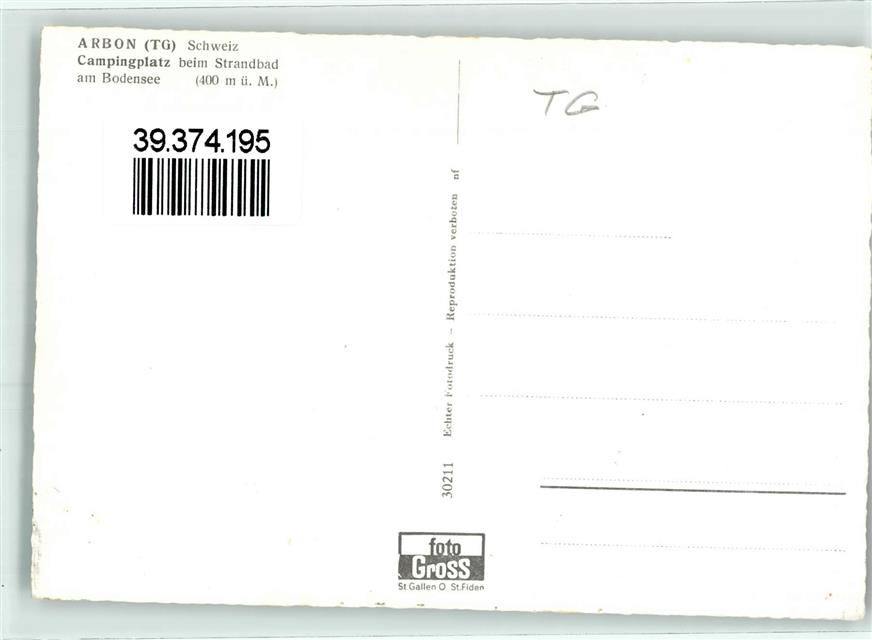 ARBON (TG) Schweiz
Campingplatz beim Strandbad
am Bodensee (400 m ü. M.)
39.374.195
TG
30211 Echter Fotodruck – Reproduktion verboten nf
foto
Gross
St Gallen O St.Fiden